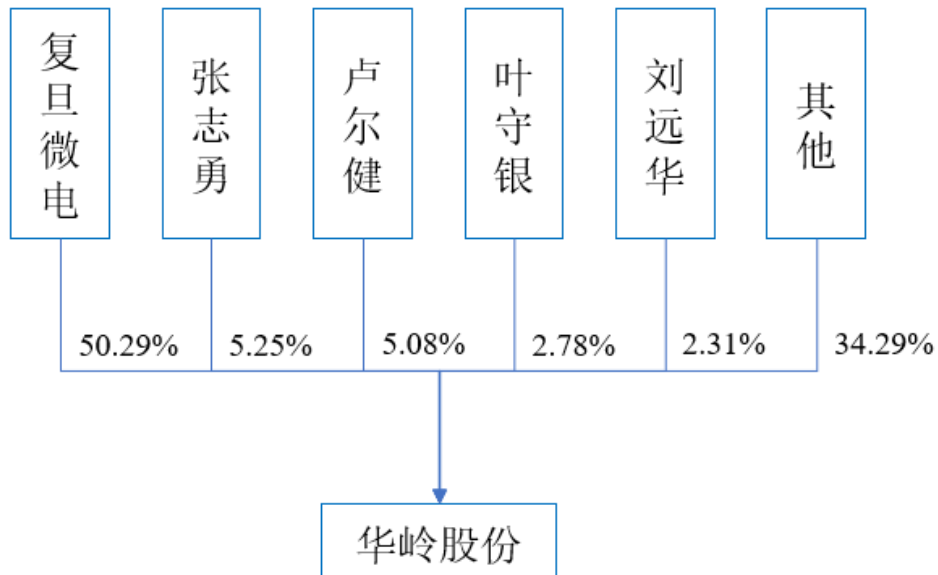 复旦微电
张志勇
卢尔健
叶守银
刘远华
其他
50.29%
5.25%
5.08%
2.78%
2.31%
34.29%
华岭股份